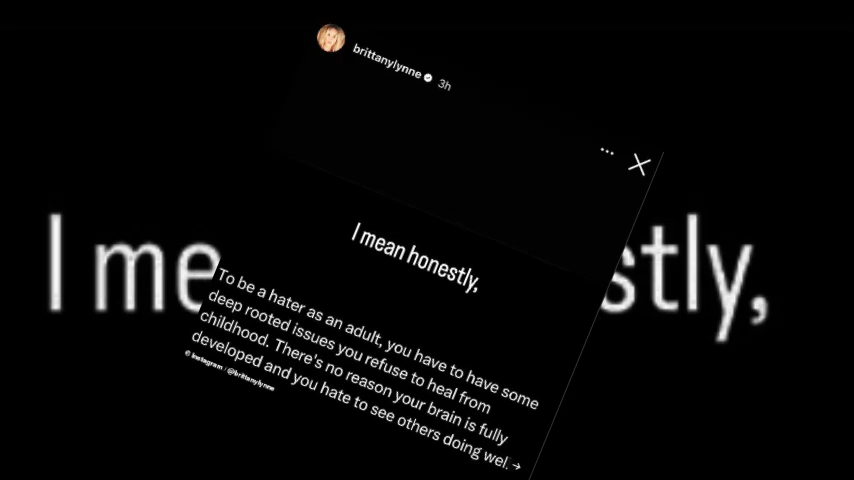 brittanylynne 3h
I mean honestly,
To be a hater as an adult, you have to have some
deep rooted issues you refuse to heal from
childhood. There's no reason your brain is fully
developed and you hate to see others doing wel.
© Instagram / @brittanylynne
I me stly,